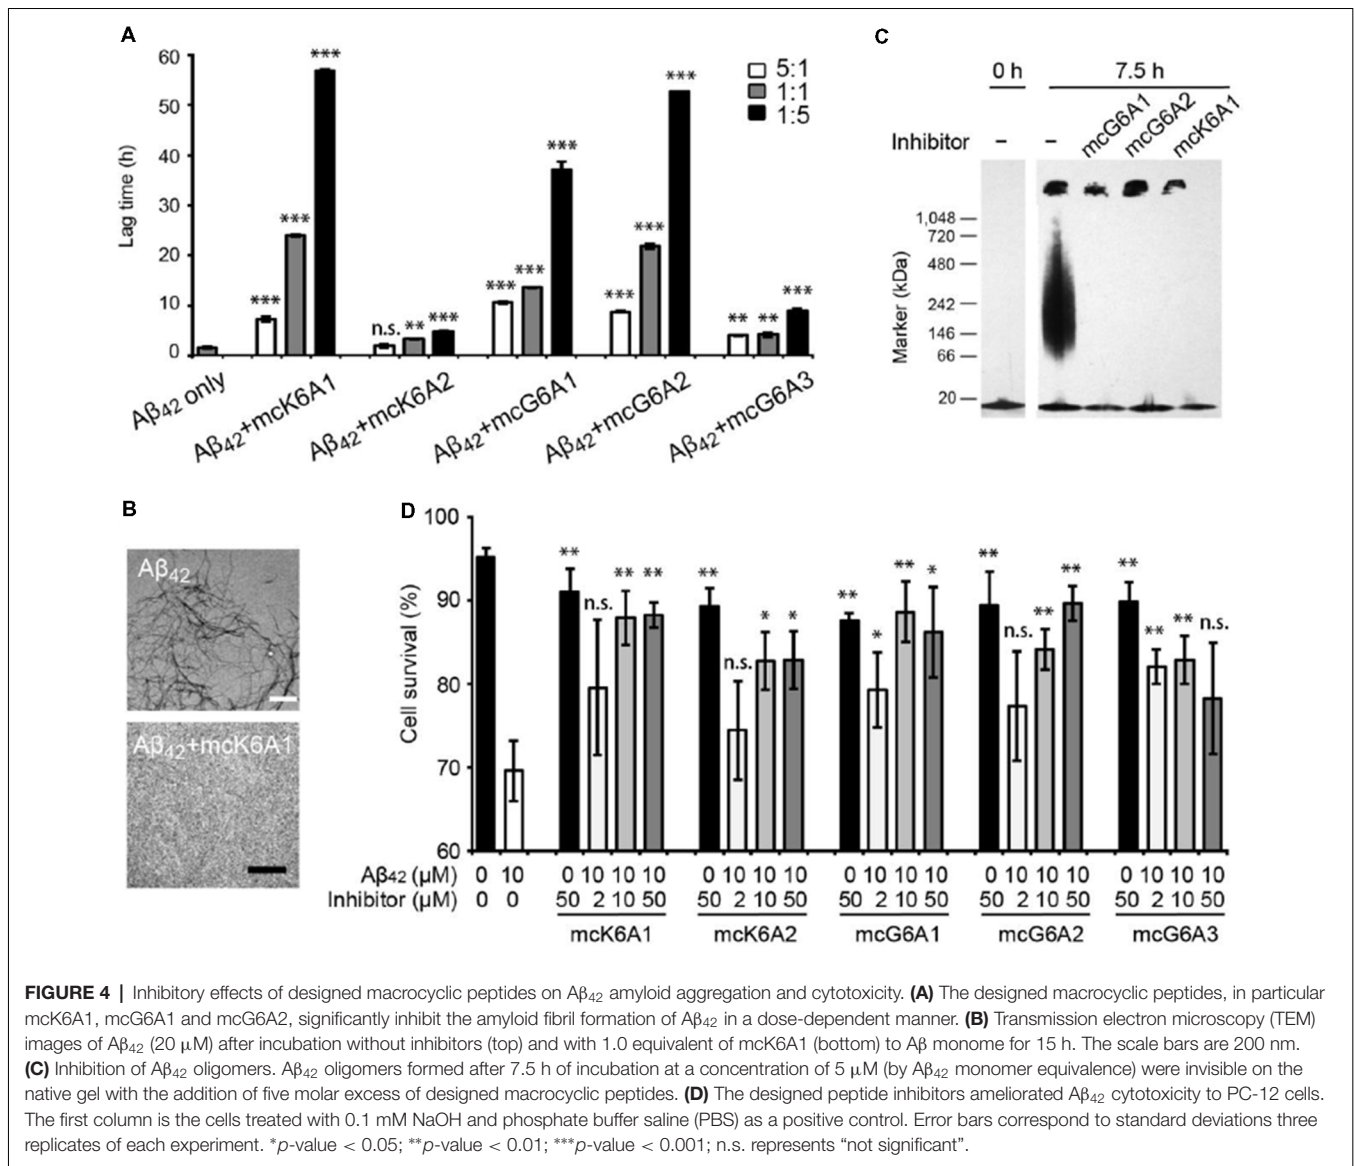 A
60
50
40
30
20
10
0
Lag time (h)
5:1
1:1
1:5
***
***
***
n.s.
**
***
***
***
***
***
***
***
**
**
***
Aβ42 only
Aβ42+mcK6A1
Aβ42+mcK6A2
Aβ42+mcG6A1
Aβ42+mcG6A2
Aβ42+mcG6A3
C
0 h
7.5 h
Inhibitor
–
–
mcG6A1
mcG6A2
mcK6A1
Marker (kDa)
1,048
720
480
242
146
66
20
B
Aβ42
Aβ42+mcK6A1
D
100
90
80
70
60
Cell survival (%)
**
n.s.
**
**
**
n.s.
*
*
**
*
**
*
**
n.s.
**
**
**
**
**
n.s.
Aβ42 (μM) 0 10 0 10 10 10 0 10 10 10 0 10 10 10 0 10 10 10 0 10 10 10
Inhibitor (μM) 0 0 50 2 10 50 50 2 10 50 50 2 10 50 50 2 10 50 50 2 10 50
mcK6A1 mcK6A2 mcG6A1 mcG6A2 mcG6A3
FIGURE 4 | Inhibitory effects of designed macrocyclic peptides on Aβ42 amyloid aggregation and cytotoxicity. (A) The designed macrocyclic peptides, in particular
mcK6A1, mcG6A1 and mcG6A2, significantly inhibit the amyloid fibril formation of Aβ42 in a dose-dependent manner. (B) Transmission electron microscopy (TEM)
images of Aβ42 (20 μM) after incubation without inhibitors (top) and with 1.0 equivalent of mcK6A1 (bottom) to Aβ monome for 15 h. The scale bars are 200 nm.
(C) Inhibition of Aβ42 oligomers. Aβ42 oligomers formed after 7.5 h of incubation at a concentration of 5 μM (by Aβ42 monomer equivalence) were invisible on the
native gel with the addition of five molar excess of designed macrocyclic peptides. (D) The designed peptide inhibitors ameliorated Aβ42 cytotoxicity to PC-12 cells.
The first column is the cells treated with 0.1 mM NaOH and phosphate buffer saline (PBS) as a positive control. Error bars correspond to standard deviations three
replicates of each experiment. *p-value < 0.05; **p-value < 0.01; ***p-value < 0.001; n.s. represents “not significant”.